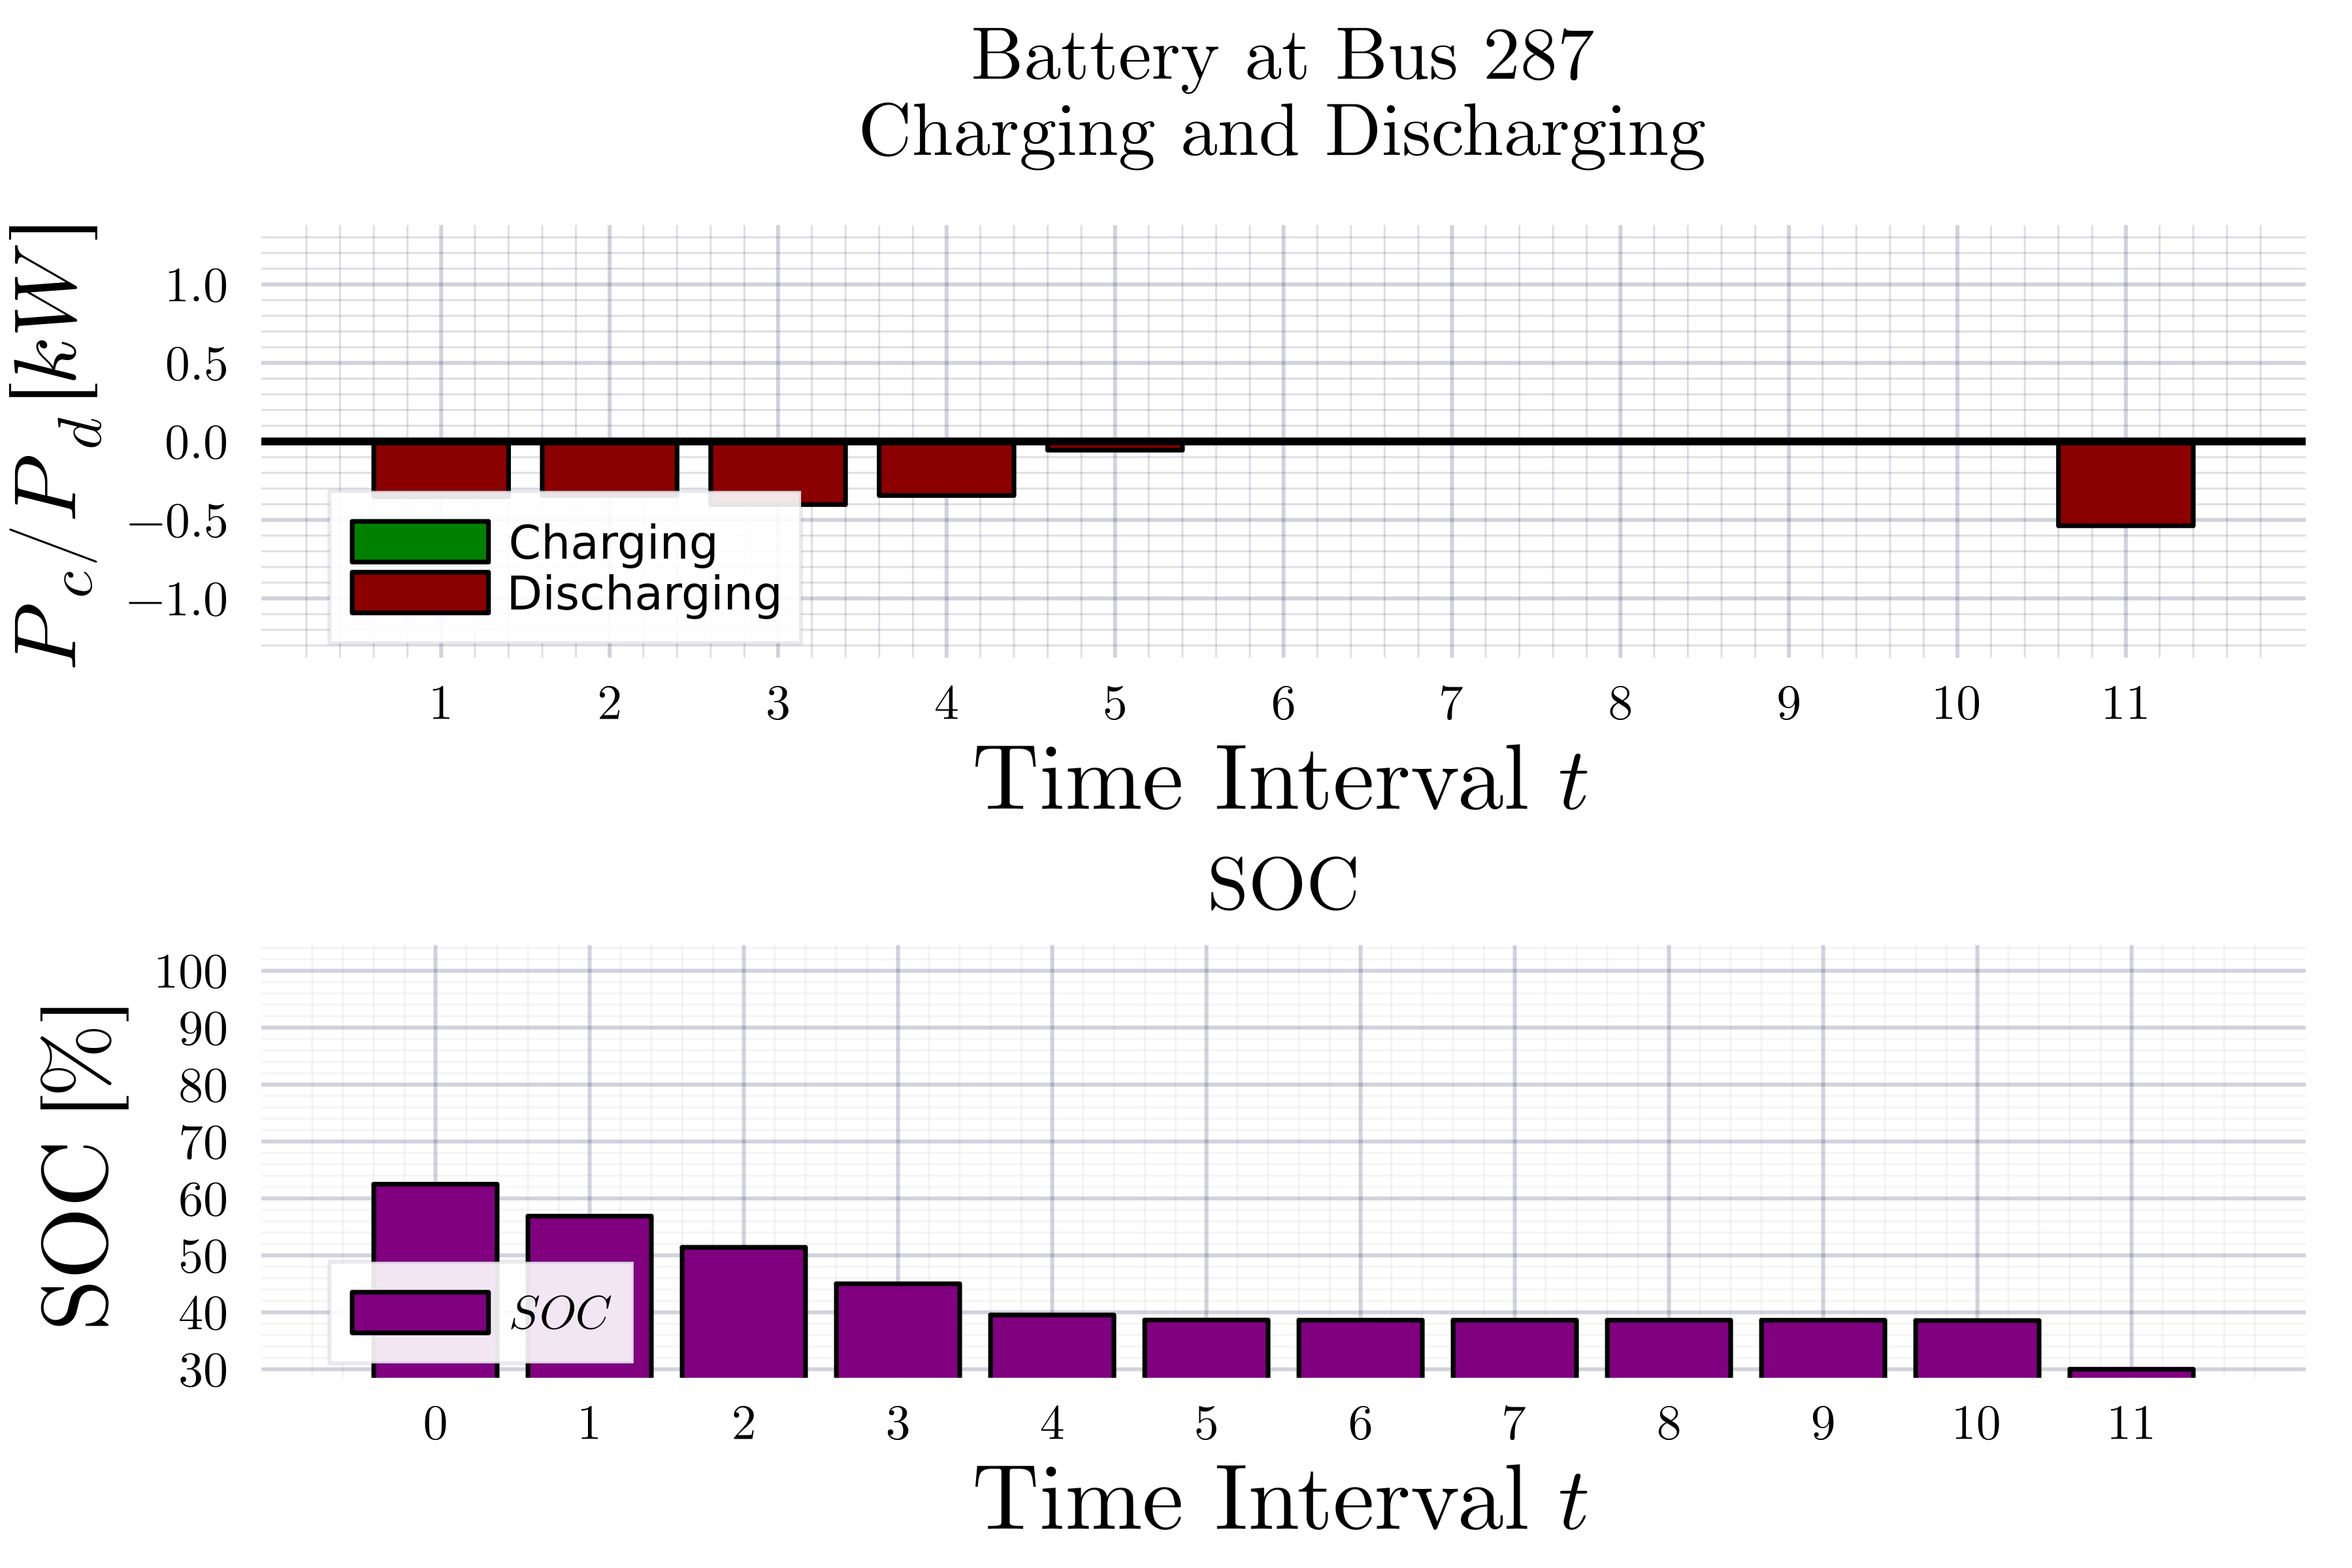 Battery at Bus 287
Charging and Discharging
P_c/P_d [kW]
1.0
0.5
0.0
−0.5
−1.0
Charging
Discharging
1 2 3 4 5 6 7 8 9 10 11
Time Interval t
SOC
SOC [%]
100
90
80
70
60
50
40
30
SOC
0 1 2 3 4 5 6 7 8 9 10 11
Time Interval t